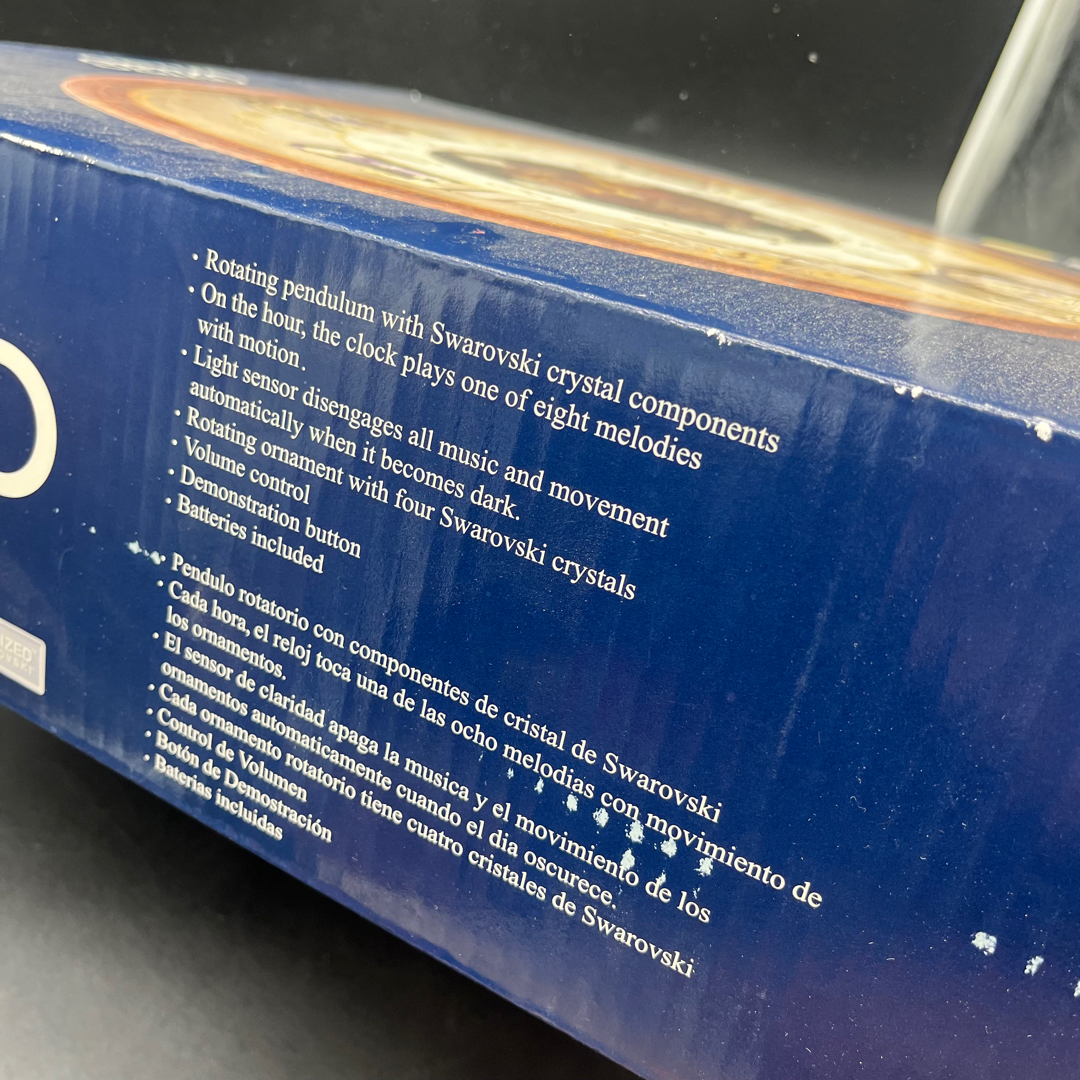 • Rotating pendulum with Swarovski crystal components
• On the hour, the clock plays one of eight melodies
with motion.
• Light sensor disengages all music and movement
automatically when it becomes dark.
• Rotating ornament with four Swarovski crystals
• Volume control
• Demonstration button
• Batteries included
• Pendulo rotatorio con componentes de cristal de Swarovski
• Cada hora, el reloj toca una de las ocho melodias con movimiento de
los ornamentos.
• El sensor de claridad apaga la musica y el movimiento de los
ornamentos automaticamente cuando el dia oscurece.
• Cada ornamento rotatorio tiene cuatro cristales de Swarovski
• Control de Volumen
• Botón de Demostración
• Baterias incluidas